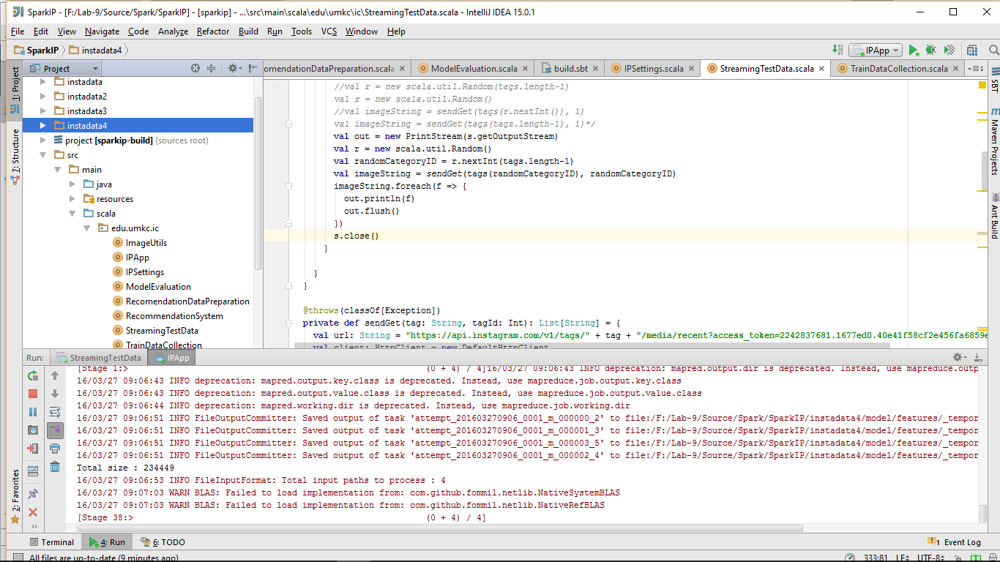 SparkIP - [F:/Lab-9/Source/Spark/SparkIP] - [sparkip] - ...\src\main\scala\edu\umkc\ic\StreamingTestData.scala - IntelliJ IDEA 15.0.1
File Edit View Navigate Code Analyze Refactor Build Run Tools VCS Window Help
SparkIP instadata4 IPApp
1: Project
7: Structure
2: Favorites
Project
instadata
instadata2
instadata3
instadata4
project [sparkip-build] (sources root)
src
main
java
resources
scala
edu.umkc.ic
ImageUtils
IPApp
IPSettings
ModelEvaluation
RecomendationDataPreparation
RecommendationSystem
StreamingTestData
TrainDataCollection
omendationDataPreparation.scala ModelEvaluation.scala build.sbt IPSettings.scala StreamingTestData.scala TrainDataCollection.scala 5
//val r = new scala.util.Random(tags.length-1)
val r = new scala.util.Random()
//val imageString = sendGet(tags(r.nextInt()), 1)
val imageString = sendGet(tags(tags.length-1), 1)*/
val out = new PrintStream(s.getOutputStream)
val r = new scala.util.Random()
val randomCategoryID = r.nextInt(tags.length-1)
val imageString = sendGet(tags(randomCategoryID), randomCategoryID)
imageString.foreach(f => {
out.println(f)
out.flush()
})
s.close()
}
}
}
@throws(classOf[Exception])
private def sendGet(tag: String, tagId: Int): List[String] = {
val url: String = "https://api.instagram.com/v1/tags/" + tag + "/media/recent?access_token=2242837681.1677ed0.40e41f58cf2e456fa6859e
val client: HttpClient = new DefaultHttpClient
SBT
Maven Projects
Ant Build
Run: StreamingTestData IPApp
[Stage 1:> (0 + 4) / 4]16/03/27 09:06:43 INFO deprecation: mapred.output.dir is deprecated. Instead, use mapreduce.outp
16/03/27 09:06:43 INFO deprecation: mapred.output.key.class is deprecated. Instead, use mapreduce.job.output.key.class
16/03/27 09:06:43 INFO deprecation: mapred.output.value.class is deprecated. Instead, use mapreduce.job.output.value.class
16/03/27 09:06:44 INFO deprecation: mapred.working.dir is deprecated. Instead, use mapreduce.job.working.dir
16/03/27 09:06:51 INFO FileOutputCommitter: Saved output of task 'attempt_201603270906_0001_m_000000_2' to file:/F:/Lab-9/Source/Spark/SparkIP/instadata4/model/features/_tempor
16/03/27 09:06:51 INFO FileOutputCommitter: Saved output of task 'attempt_201603270906_0001_m_000001_3' to file:/F:/Lab-9/Source/Spark/SparkIP/instadata4/model/features/_tempor
16/03/27 09:06:51 INFO FileOutputCommitter: Saved output of task 'attempt_201603270906_0001_m_000003_5' to file:/F:/Lab-9/Source/Spark/SparkIP/instadata4/model/features/_tempor
16/03/27 09:06:51 INFO FileOutputCommitter: Saved output of task 'attempt_201603270906_0001_m_000002_4' to file:/F:/Lab-9/Source/Spark/SparkIP/instadata4/model/features/_tempor
Total size : 234449
16/03/27 09:06:53 INFO FileInputFormat: Total input paths to process : 4
16/03/27 09:07:03 WARN BLAS: Failed to load implementation from: com.github.fommil.netlib.NativeSystemBLAS
16/03/27 09:07:03 WARN BLAS: Failed to load implementation from: com.github.fommil.netlib.NativeRefBLAS
[Stage 38:> (0 + 4) / 4]
Terminal 4: Run 6: TODO 1 Event Log
All files are up-to-date (9 minutes ago) 333:81 LF UTF-8 [T]